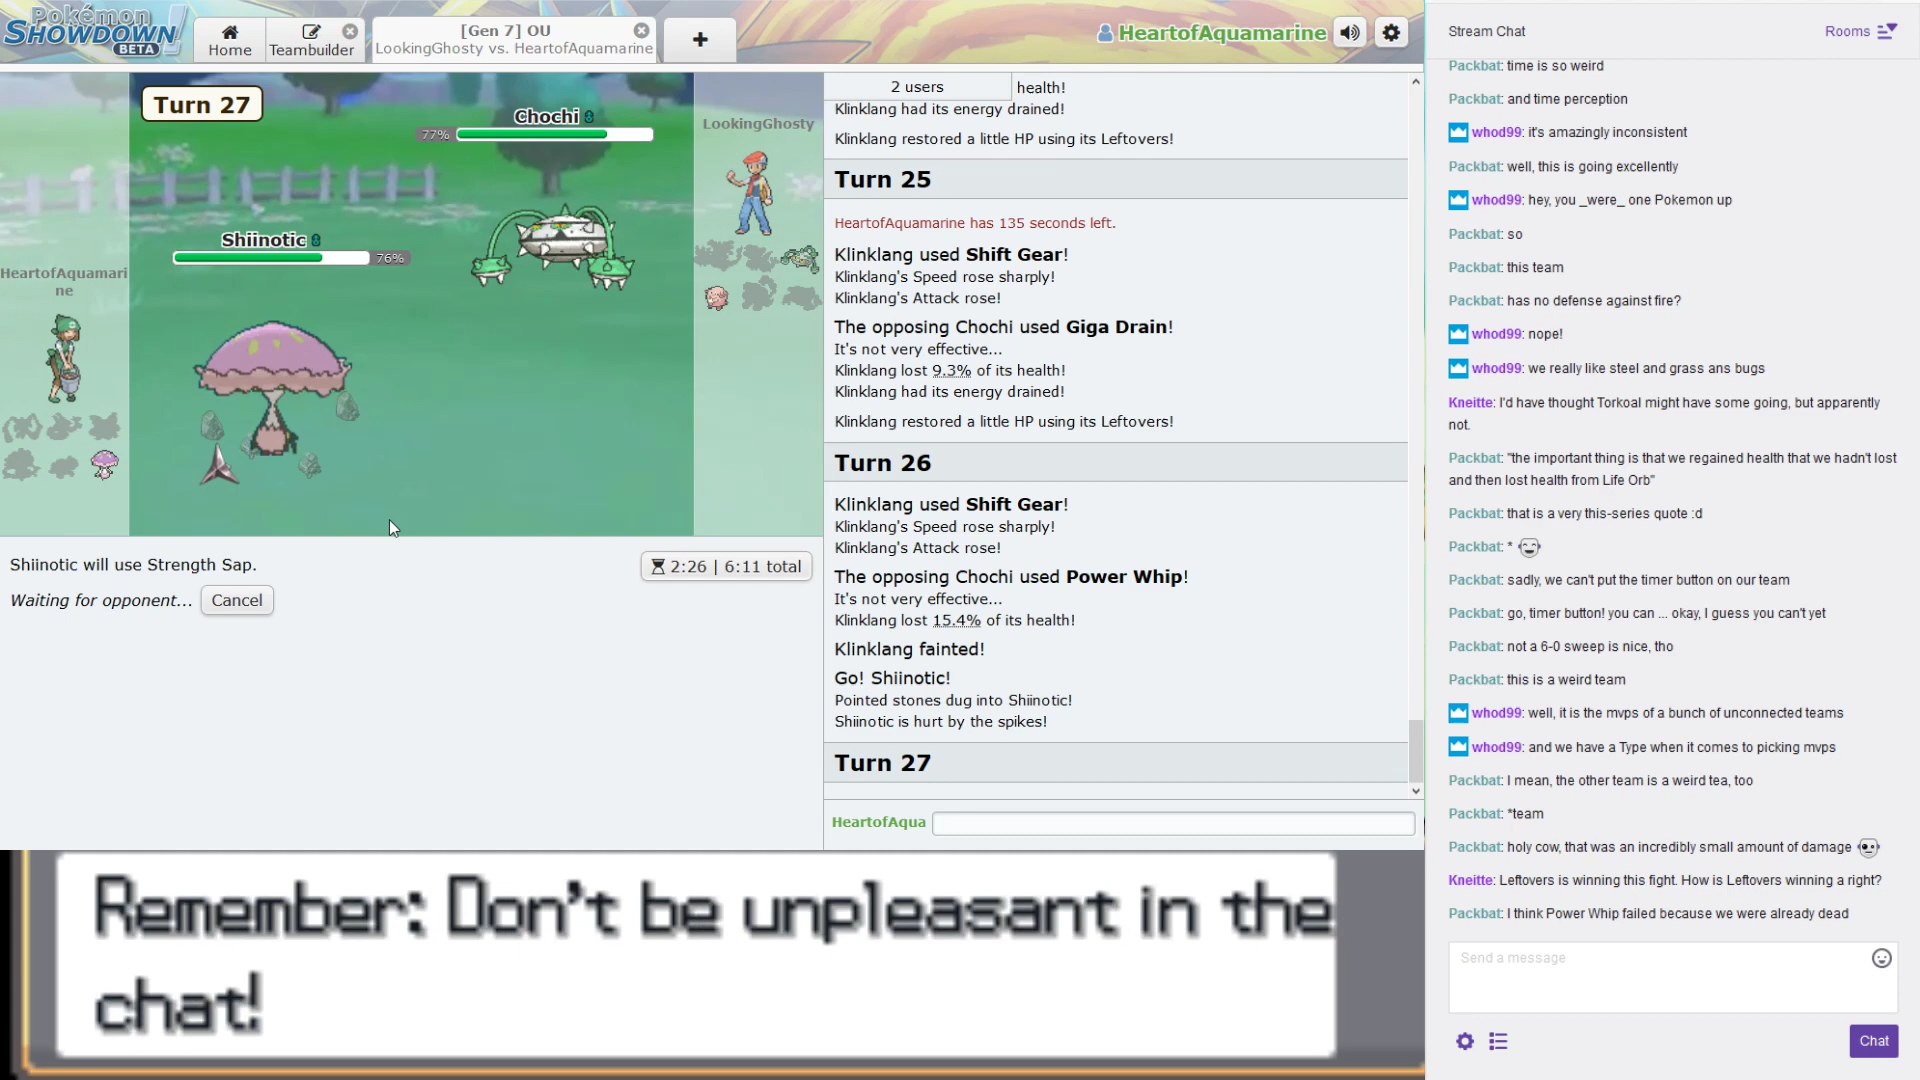 Pokémon
SHOWDOWN!
BETA
Home
Teambuilder
[Gen 7] OU
LookingGhosty vs. HeartofAquamarine
+
HeartofAquamarine
Turn 27
Chochi
77%
Shiinotic
76%
HeartofAquamari
ne
LookingGhosty
2 users
health!
Klinklang had its energy drained!
Klinklang restored a little HP using its Leftovers!
Turn 25
HeartofAquamarine has 135 seconds left.
Klinklang used Shift Gear!
Klinklang's Speed rose sharply!
Klinklang's Attack rose!
The opposing Chochi used Giga Drain!
It's not very effective...
Klinklang lost 9.3% of its health!
Klinklang had its energy drained!
Klinklang restored a little HP using its Leftovers!
Turn 26
Klinklang used Shift Gear!
Klinklang's Speed rose sharply!
Klinklang's Attack rose!
The opposing Chochi used Power Whip!
It's not very effective...
Klinklang lost 15.4% of its health!
Klinklang fainted!
Go! Shiinotic!
Pointed stones dug into Shiinotic!
Shiinotic is hurt by the spikes!
Turn 27
HeartofAqua
Shiinotic will use Strength Sap.
Waiting for opponent... Cancel
2:26 | 6:11 total
Remember: Don't be unpleasant in the
chat!
Stream Chat
Rooms
Packbat: time is so weird
Packbat: and time perception
whod99: it's amazingly inconsistent
Packbat: well, this is going excellently
whod99: hey, you _were_ one Pokemon up
Packbat: so
Packbat: this team
Packbat: has no defense against fire?
whod99: nope!
whod99: we really like steel and grass ans bugs
Kneitte: I'd have thought Torkoal might have some going, but apparently
not.
Packbat: "the important thing is that we regained health that we hadn't lost
and then lost health from Life Orb"
Packbat: that is a very this-series quote :d
Packbat: *
Packbat: sadly, we can't put the timer button on our team
Packbat: go, timer button! you can ... okay, I guess you can't yet
Packbat: not a 6-0 sweep is nice, tho
Packbat: this is a weird team
whod99: well, it is the mvps of a bunch of unconnected teams
whod99: and we have a Type when it comes to picking mvps
Packbat: I mean, the other team is a weird tea, too
Packbat: *team
Packbat: holy cow, that was an incredibly small amount of damage
Kneitte: Leftovers is winning this fight. How is Leftovers winning a right?
Packbat: I think Power Whip failed because we were already dead
Send a message
Chat